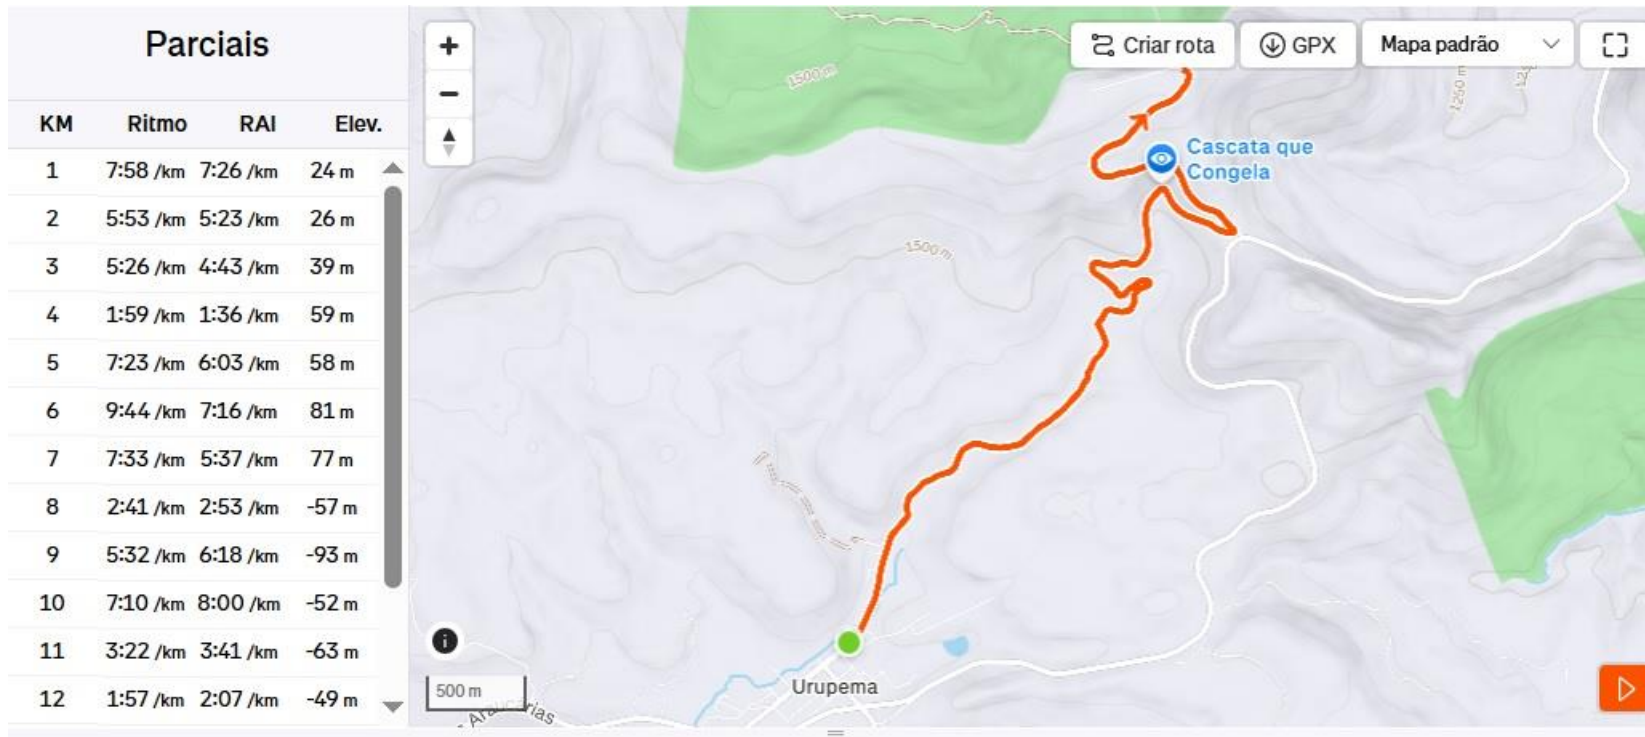 Parciais
KM Ritmo RAI Elev.
1 7:58 /km 7:26 /km 24 m
2 5:53 /km 5:23 /km 26 m
3 5:26 /km 4:43 /km 39 m
4 1:59 /km 1:36 /km 59 m
5 7:23 /km 6:03 /km 58 m
6 9:44 /km 7:16 /km 81 m
7 7:33 /km 5:37 /km 77 m
8 2:41 /km 2:53 /km -57 m
9 5:32 /km 6:18 /km -93 m
10 7:10 /km 8:00 /km -52 m
11 3:22 /km 3:41 /km -63 m
12 1:57 /km 2:07 /km -49 m
Criar rota
GPX
Mapa padrão
1500 m
1250 m
Cascata que
Congela
1500 m
Urupema
500 m
Araucárias